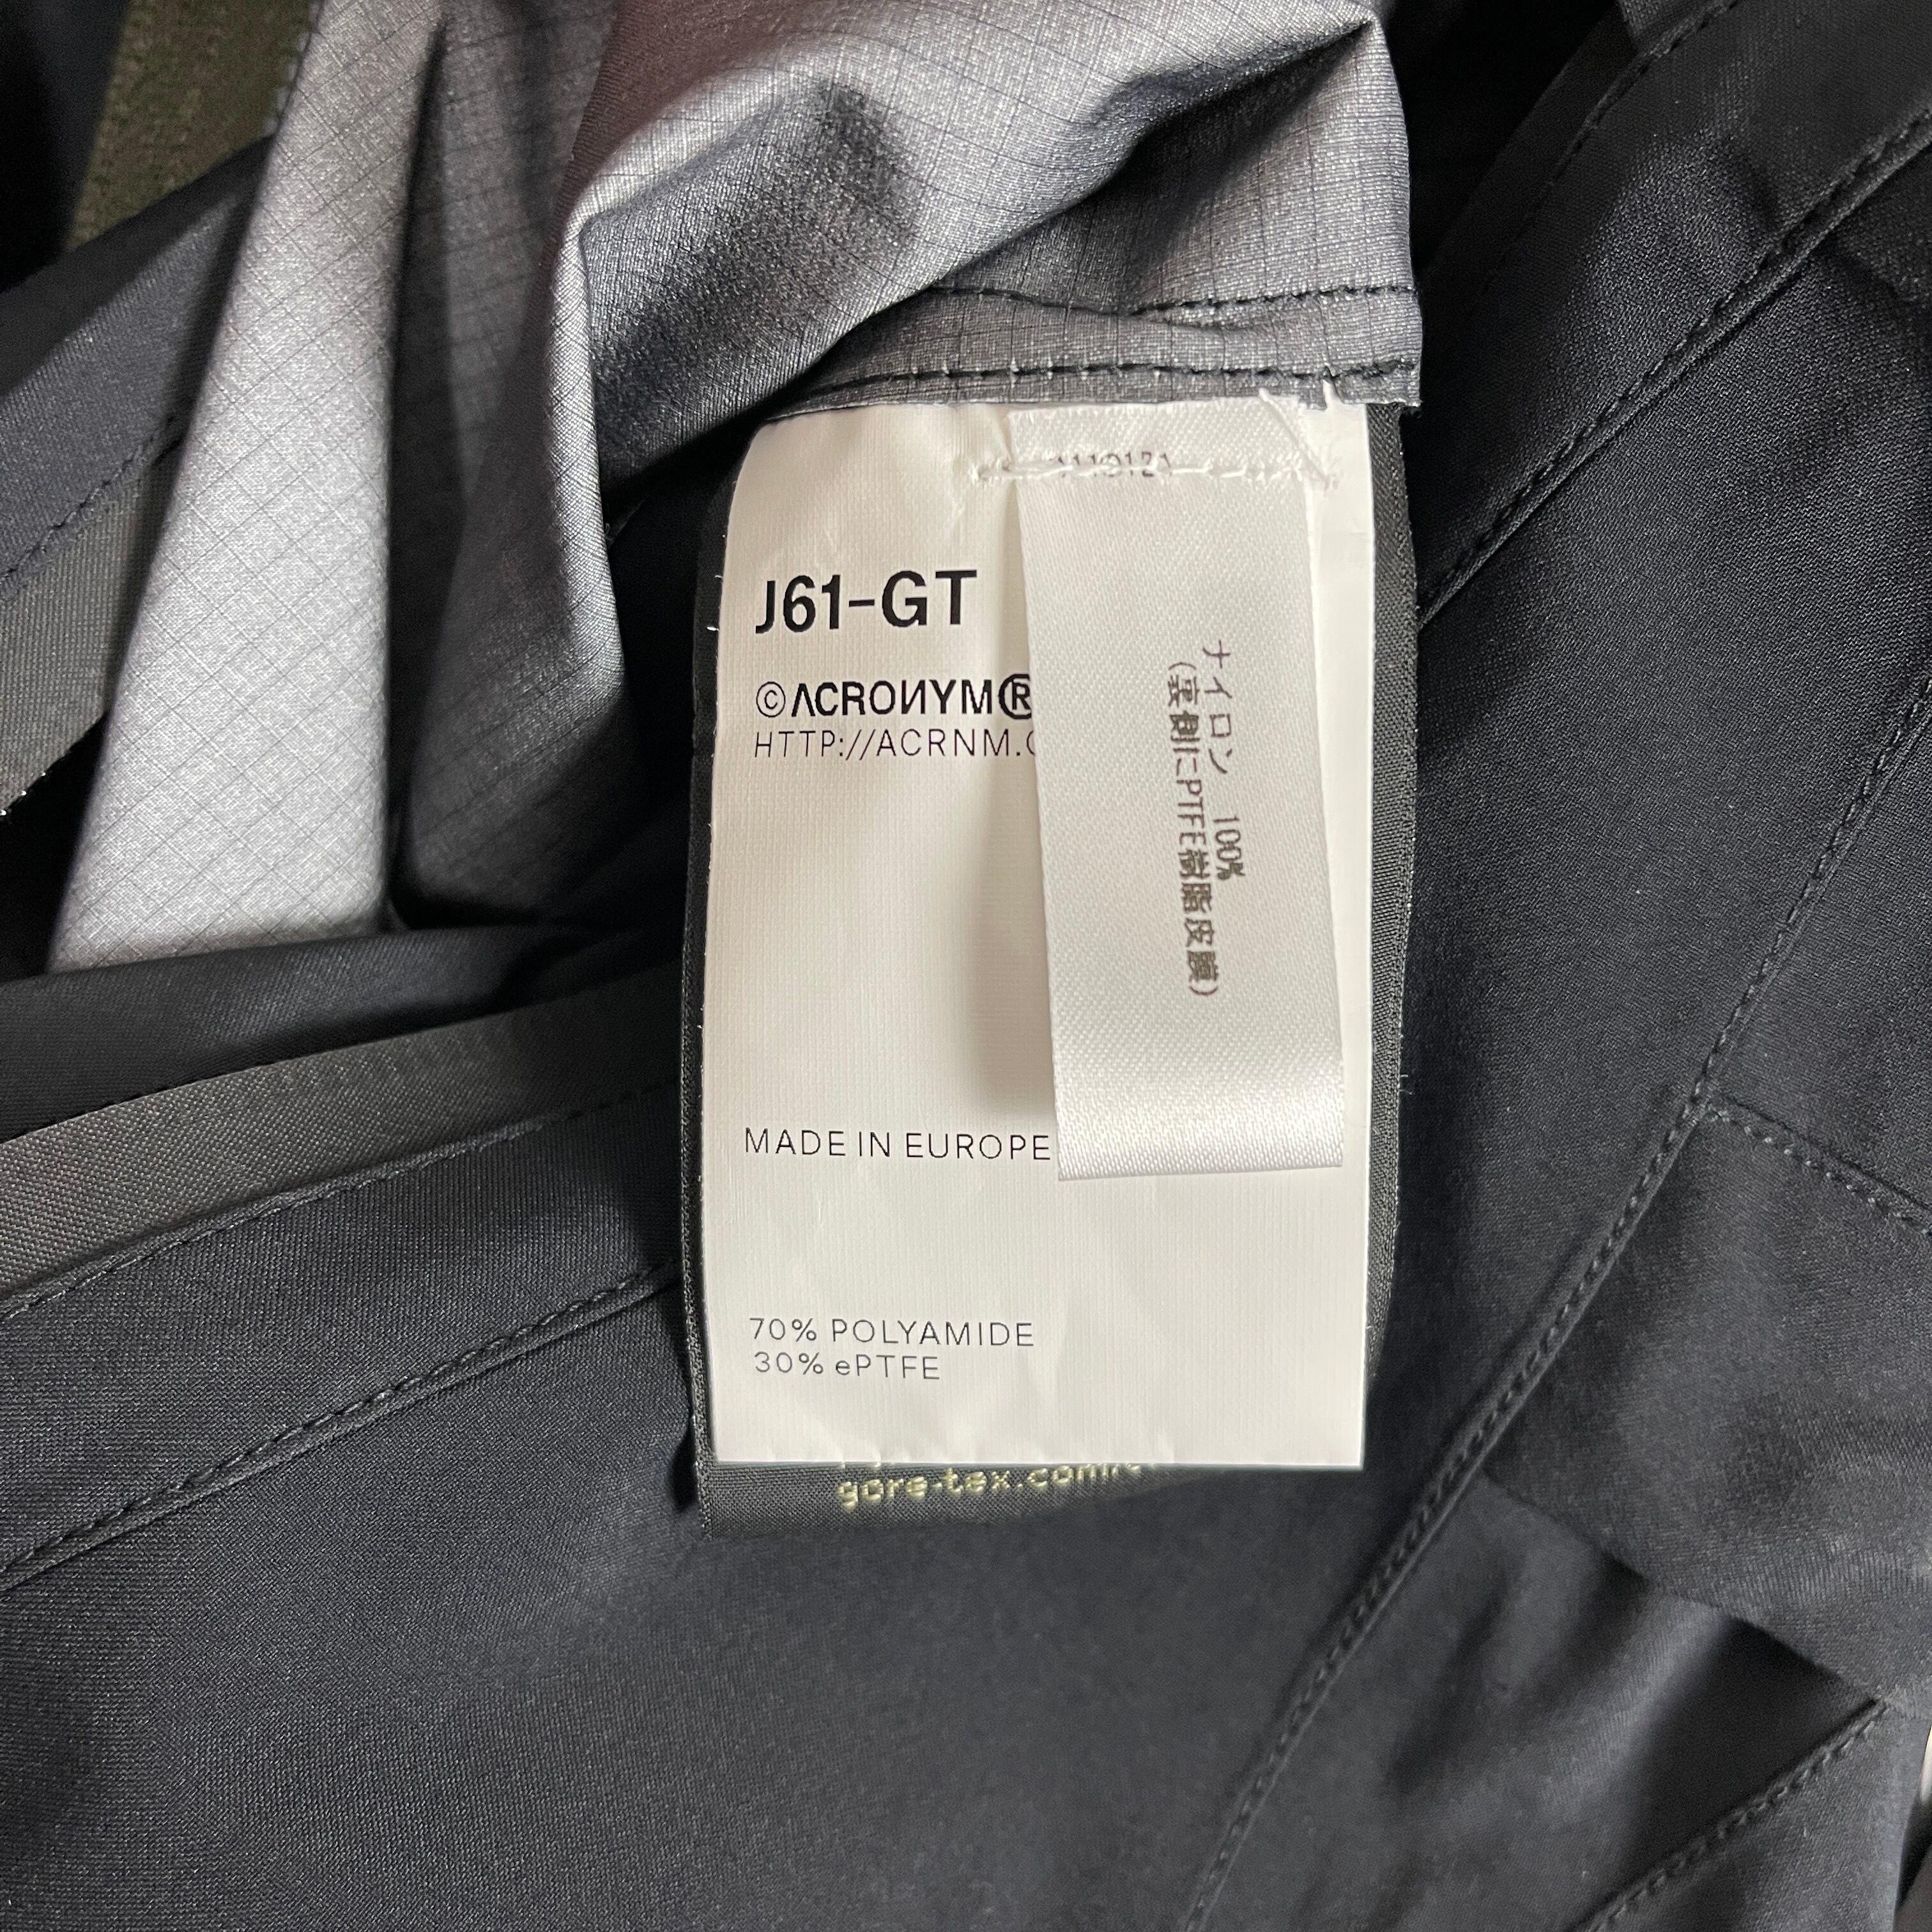 J61-GT
©ACRONYM®
HTTP://ACRNM.C
MADE IN EUROPE
70% POLYAMIDE
30% ePTFE
ナイロン 100%
(裏側にPTFE樹脂皮膜)
gore-tex.com/